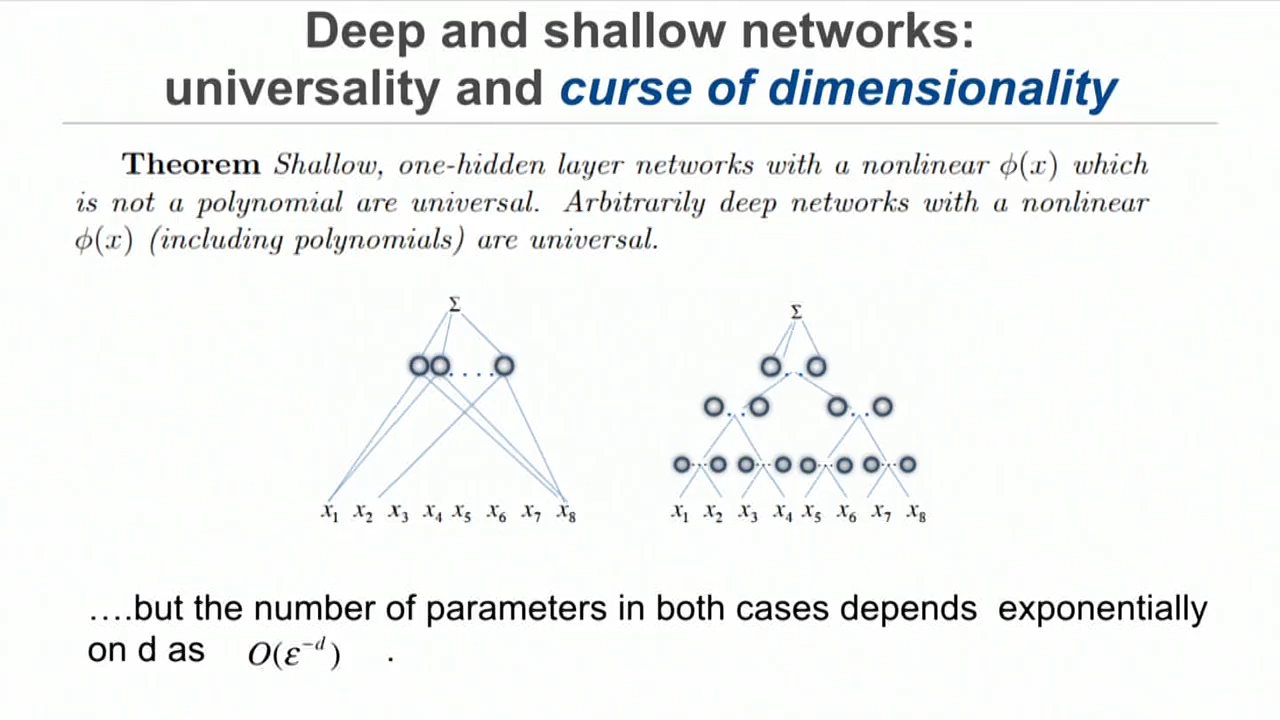 Deep and shallow networks:
universality and curse of dimensionality
Theorem Shallow, one-hidden layer networks with a nonlinear ϕ(x) which
is not a polynomial are universal. Arbitrarily deep networks with a nonlinear
ϕ(x) (including polynomials) are universal.
Σ
Σ
x₁ x₂ x₃ x₄ x₅ x₆ x₇ x₈
x₁ x₂ x₃ x₄ x₅ x₆ x₇ x₈
....but the number of parameters in both cases depends exponentially
on d as O(ε⁻ᵈ) .